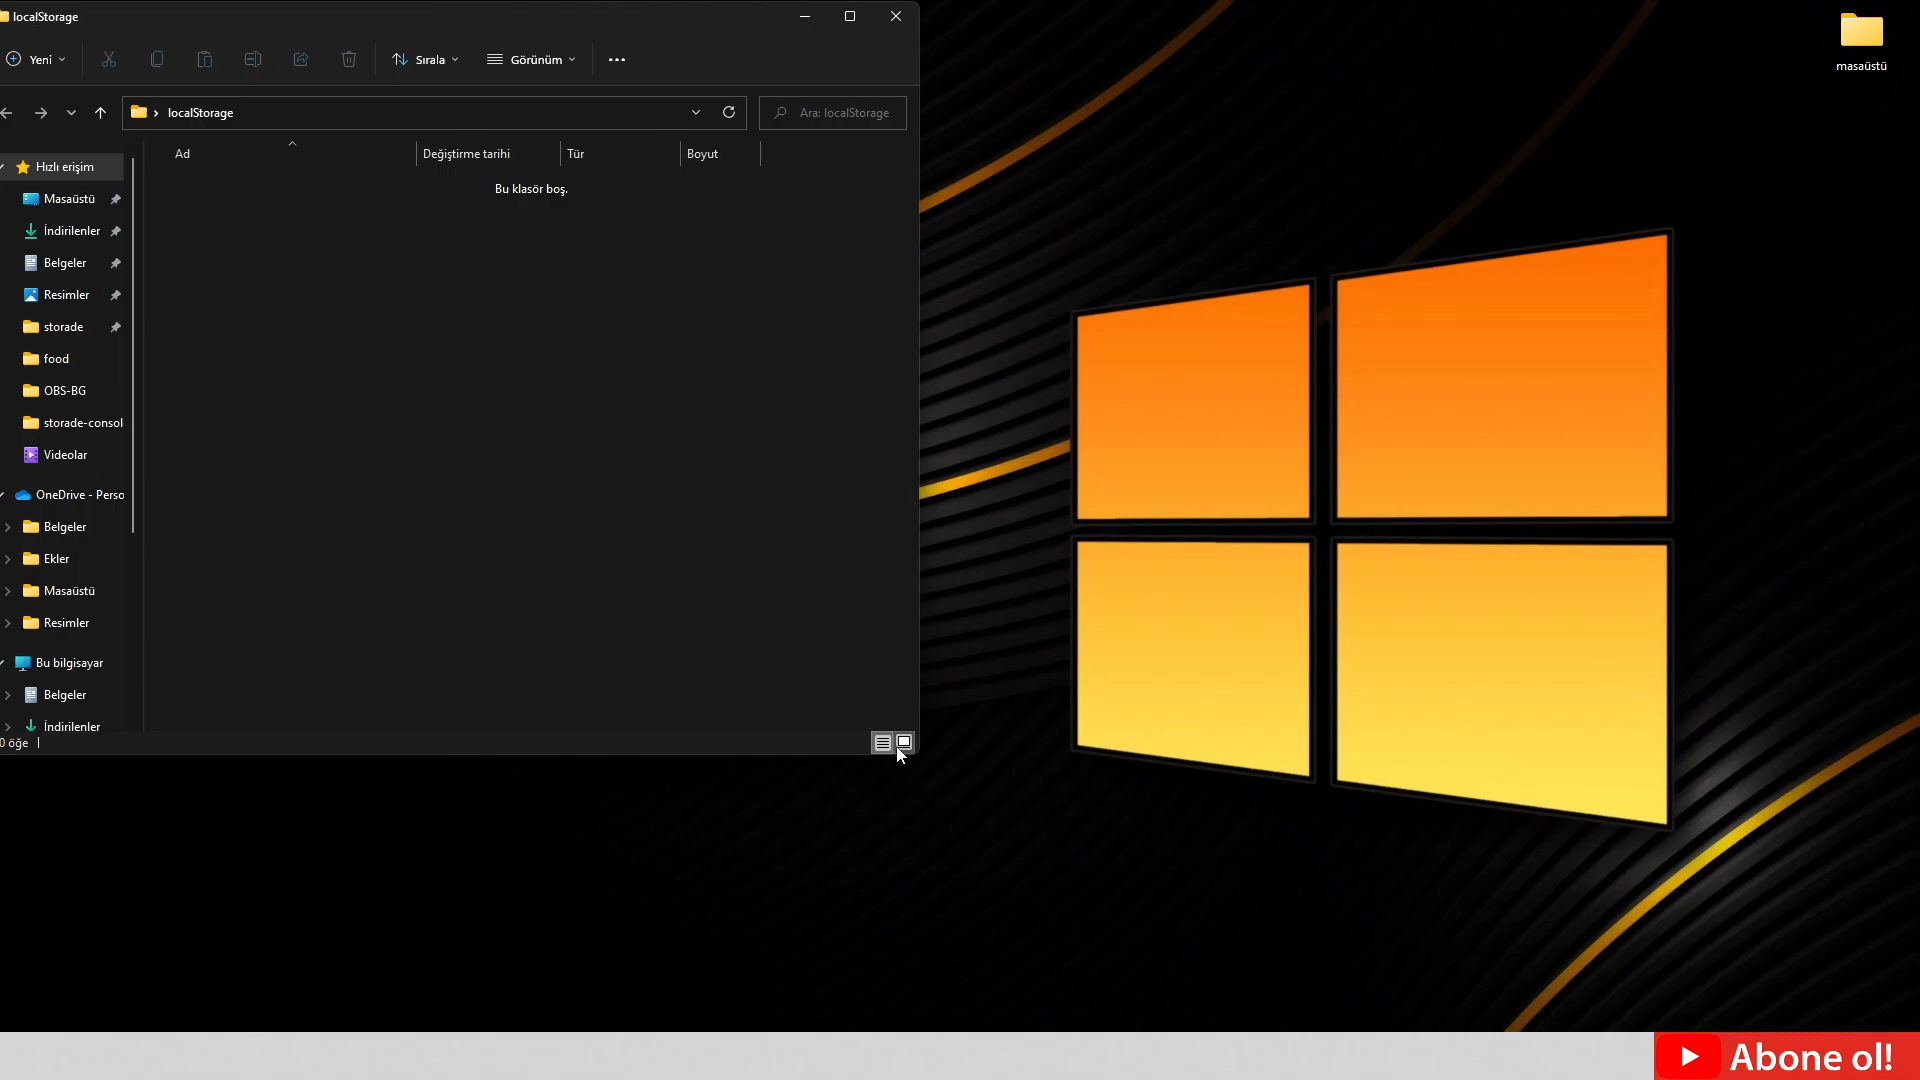 localStorage
masaüstü
Yeni
Sırala
Görünüm
localStorage
Ara: localStorage
Ad
Değiştirme tarihi
Tür
Boyut
Bu klasör boş.
Hızlı erişim
Masaüstü
İndirilenler
Belgeler
Resimler
storade
food
OBS-BG
storade-consol
Videolar
OneDrive - Perso
Belgeler
Ekler
Masaüstü
Resimler
Bu bilgisayar
Belgeler
İndirilenler
0 öğe
Abone ol!